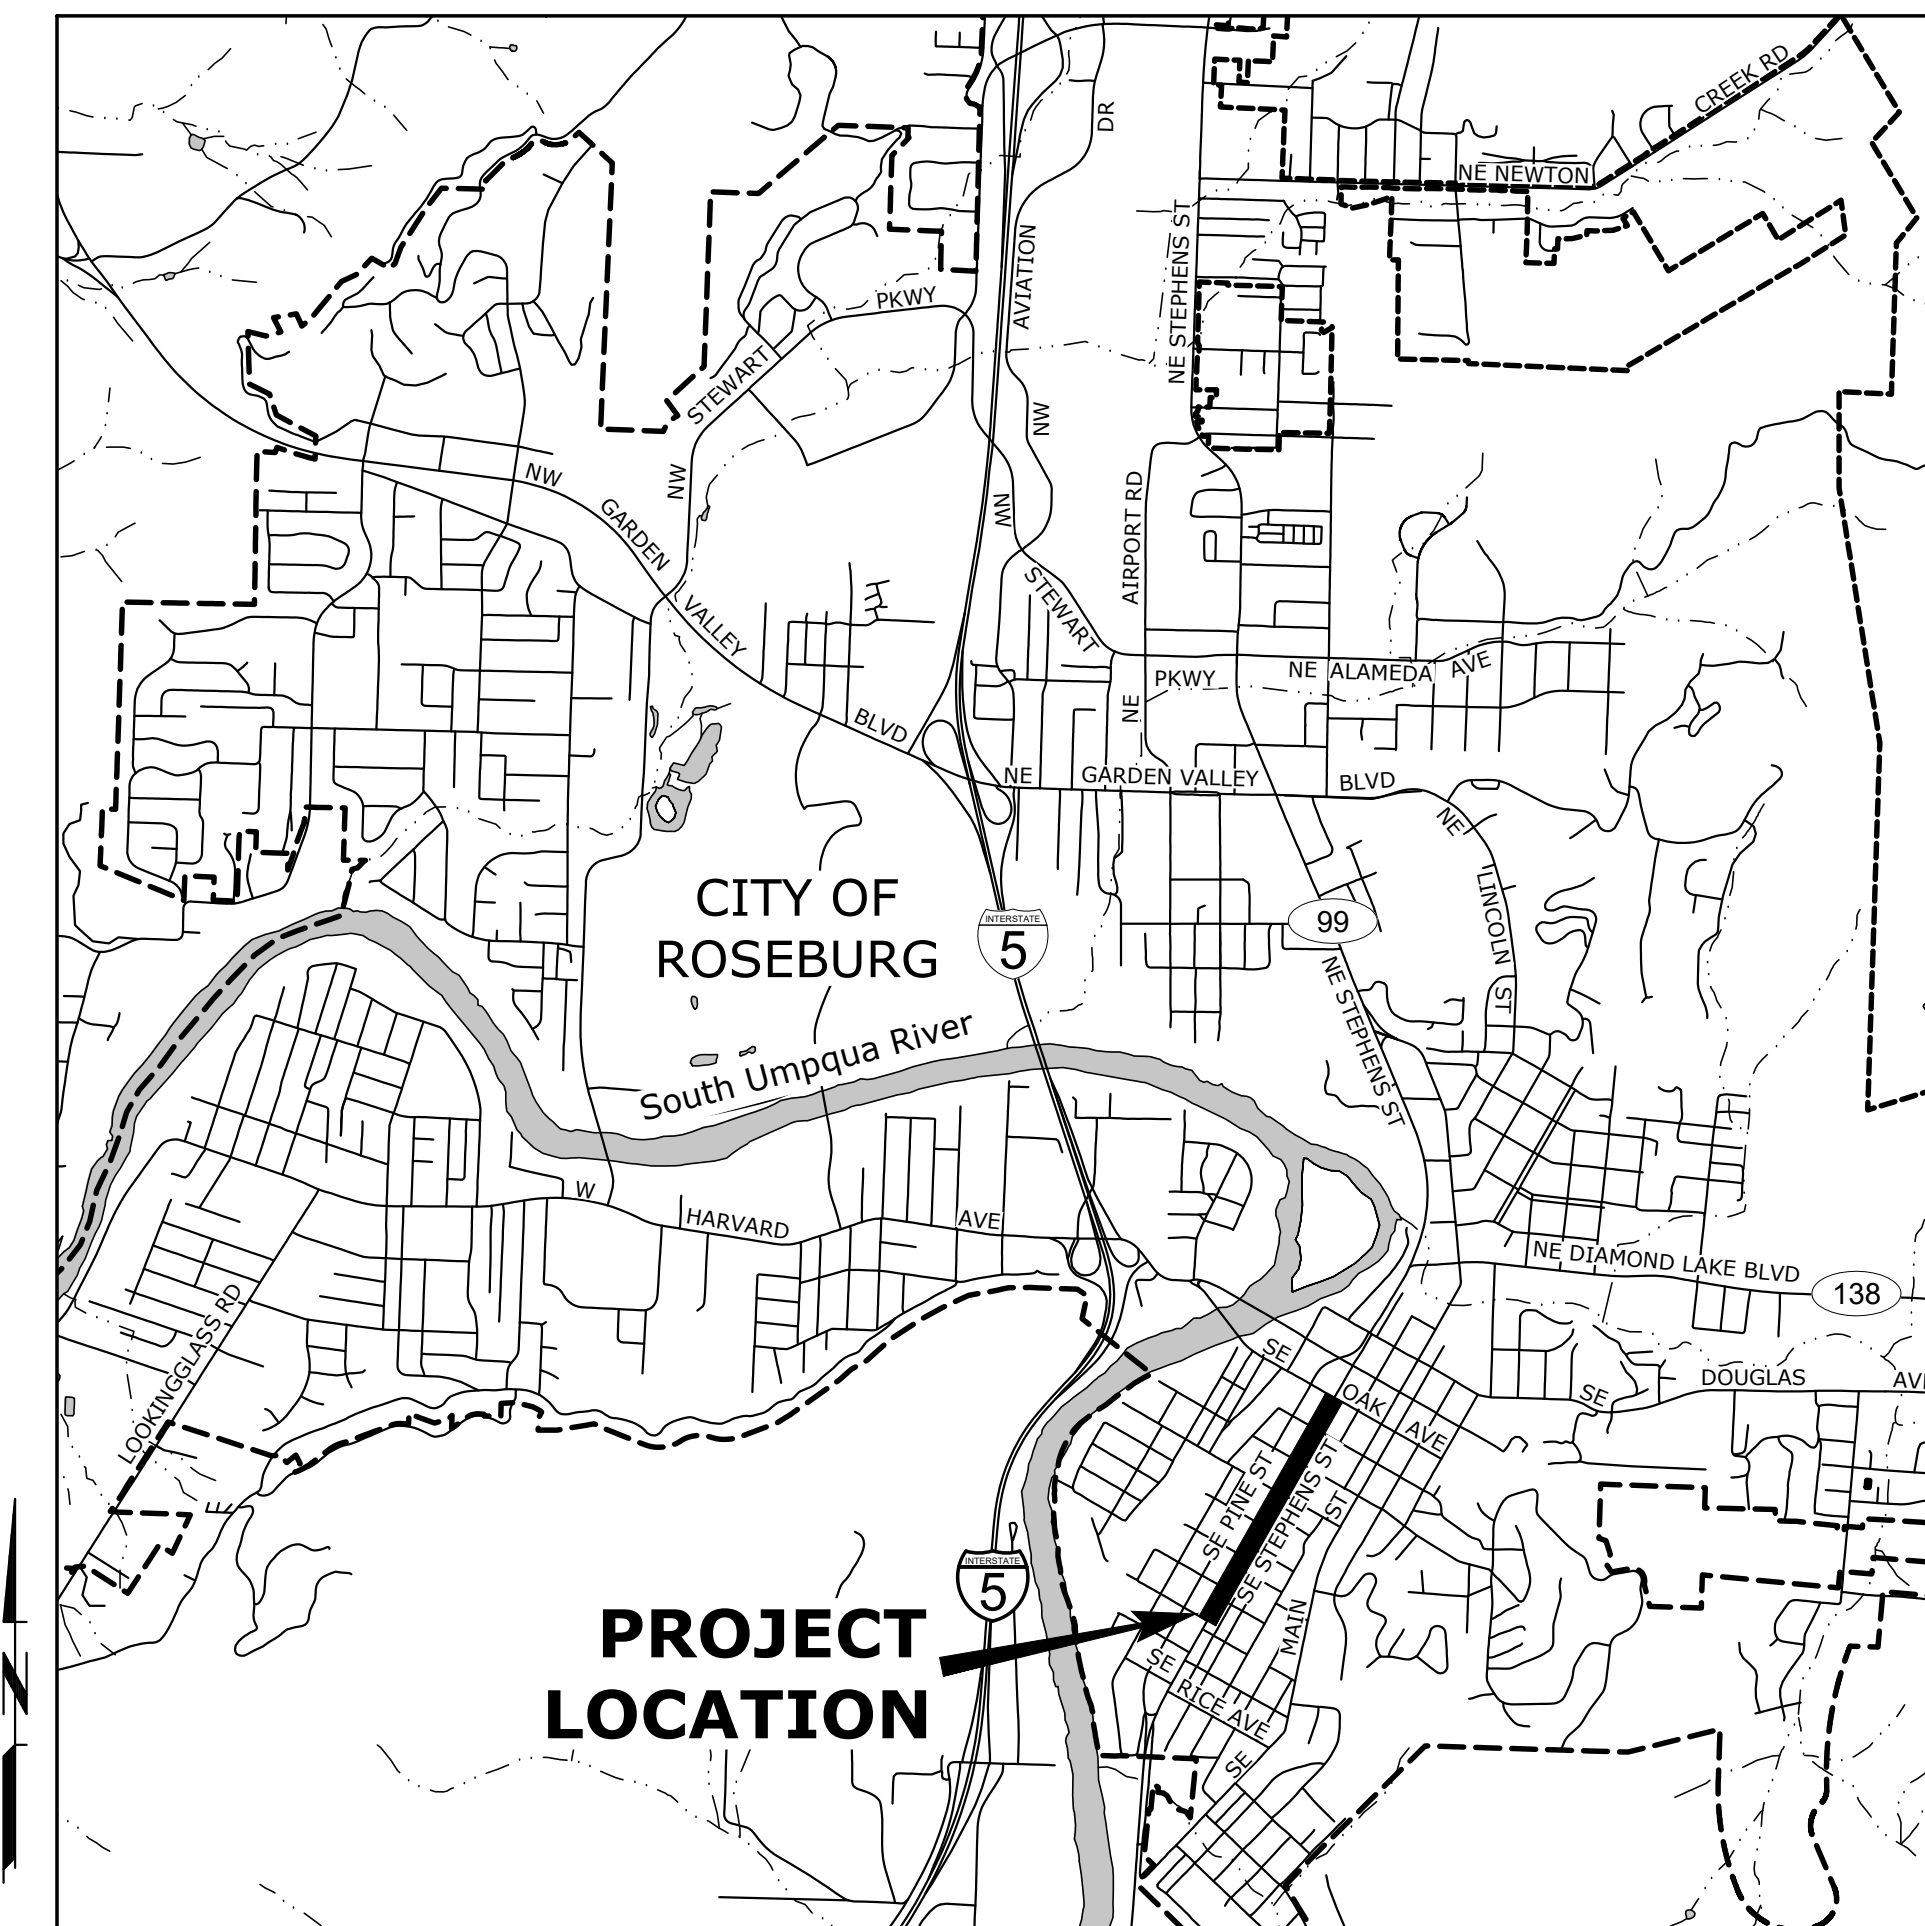 CREEK RD
DR
NE NEWTON
NE STEPHENS ST
AVIATION
PKWY
STEWART
NW
NW
NW
GARDEN
VALLEY
BLVD
NW
STEWART
PKWY
AIRPORT RD
NE
NE ALAMEDA AVE
NE GARDEN VALLEY BLVD
NE
LINCOLN
ST
CITY OF
ROSEBURG
INTERSTATE
5
99
NE STEPHENS ST
South Umpqua River
W HARVARD AVE
NE DIAMOND LAKE BLVD
138
LOOKINGGLASS RD
SE
OAK
AVE
SE
DOUGLAS
SE PINE ST
SE STEPHENS ST
ST
MAIN
SE
INTERSTATE
5
PROJECT
LOCATION
SE
RICE AVE
N